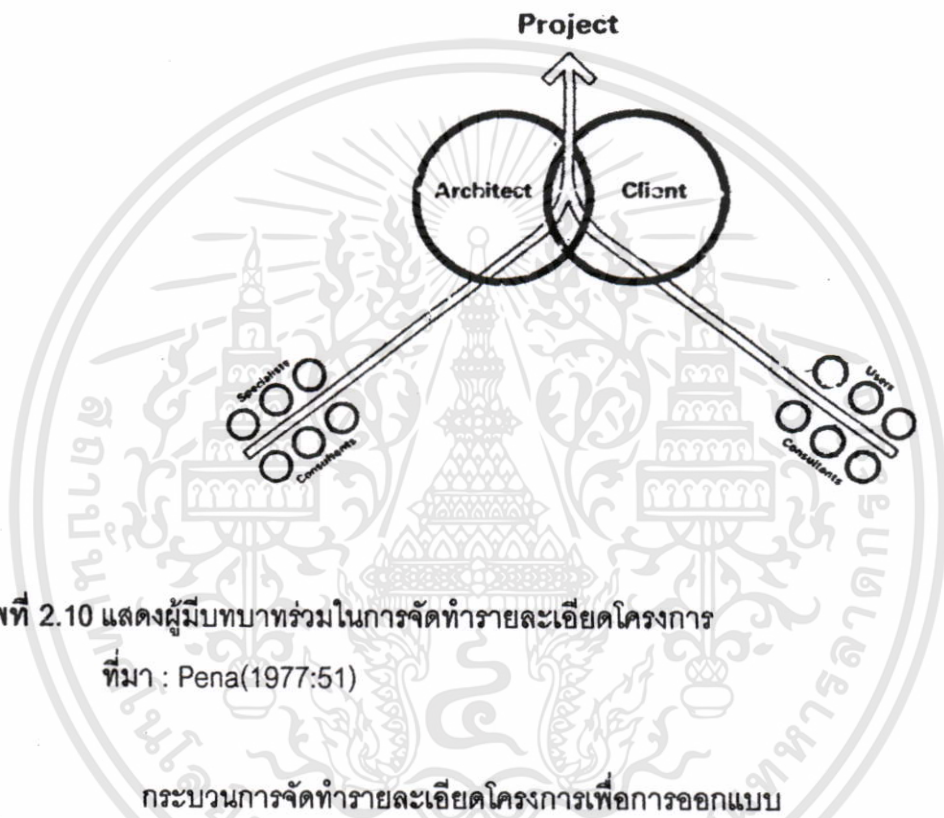 Project
Architect
Client
Specialists
Consultants
Users
Consultants
พที่ 2.10 แสดงผู้มีบทบาทร่วมในการจัดทำรายละเอียดโครงการ
ที่มา : Pena(1977:51)
กระบวนการจัดทำรายละเอียดโครงการเพื่อการออกแบบ